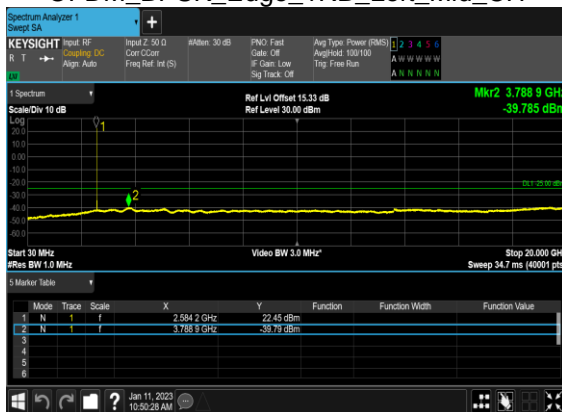 Spectrum Analyzer 1
Swept SA
+
KEYSIGHT Input: RF Input Z: 50 Ω #Atten: 30 dB PNO: Fast Avg Type: Power (RMS) 1 2 3 4 5 6
R T Coupling: DC Corr CCorr Gate: Off Avg|Hold: 100/100 A W W W W W
Align: Auto Freq Ref: Int (S) IF Gain: Low Trig: Free Run
LU Sig Track: Off A N N N N N
1 Spectrum Ref Lvl Offset 15.33 dB Mkr2 3.788 9 GHz
Scale/Div 10 dB Ref Level 30.00 dBm -39.785 dBm
Log
20.0
10.0
0.00
-10.0
-20.0
-30.0
-40.0
-50.0
-60.0
1
2
Start 30 MHz Video BW 3.0 MHz* Stop 20.000 GH
#Res BW 1.0 MHz Sweep 34.7 ms (40001 pts
5 Marker Table
Mode Trace Scale X Y Function Function Width Function Value
1 N 1 f 2.584 2 GHz 22.45 dBm
2 N 1 f 3.788 9 GHz -39.79 dBm
3
4
5
6
? Jan 11, 2023
10:50:28 AM